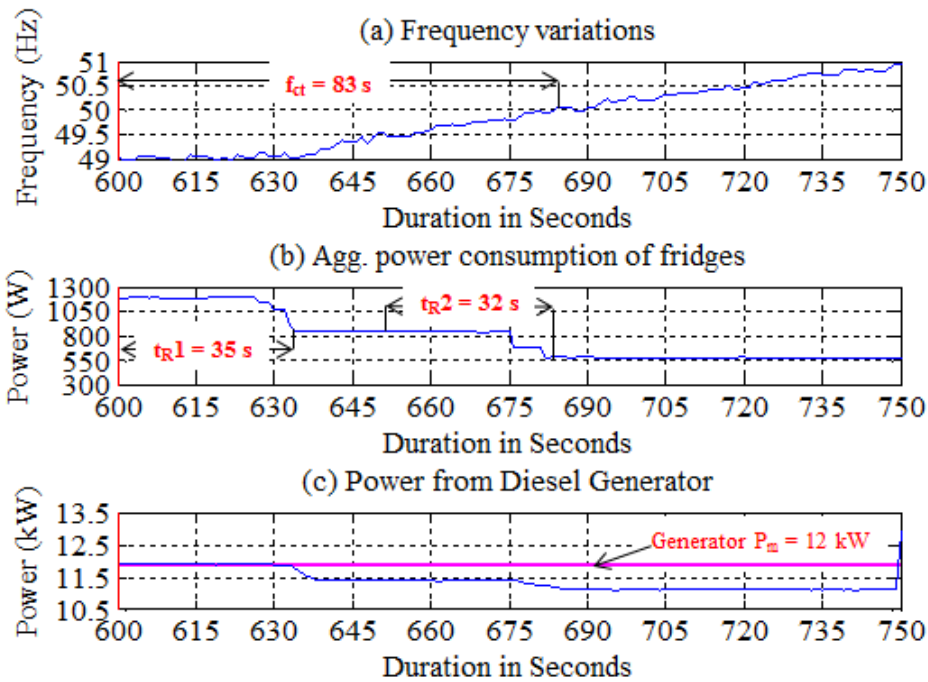 (a) Frequency variations
Frequency (Hz)
51
50.5
50
49.5
49
f_ct = 83 s
600 615 630 645 660 675 690 705 720 735 750
Duration in Seconds
(b) Agg. power consumption of fridges
Power (W)
1300
1050
800
550
300
t_R1 = 35 s
t_R2 = 32 s
600 615 630 645 660 675 690 705 720 735 750
Duration in Seconds
(c) Power from Diesel Generator
Power (kW)
13.5
12.5
11.5
10.5
Generator P_m = 12 kW
600 615 630 645 660 675 690 705 720 735 750
Duration in Seconds